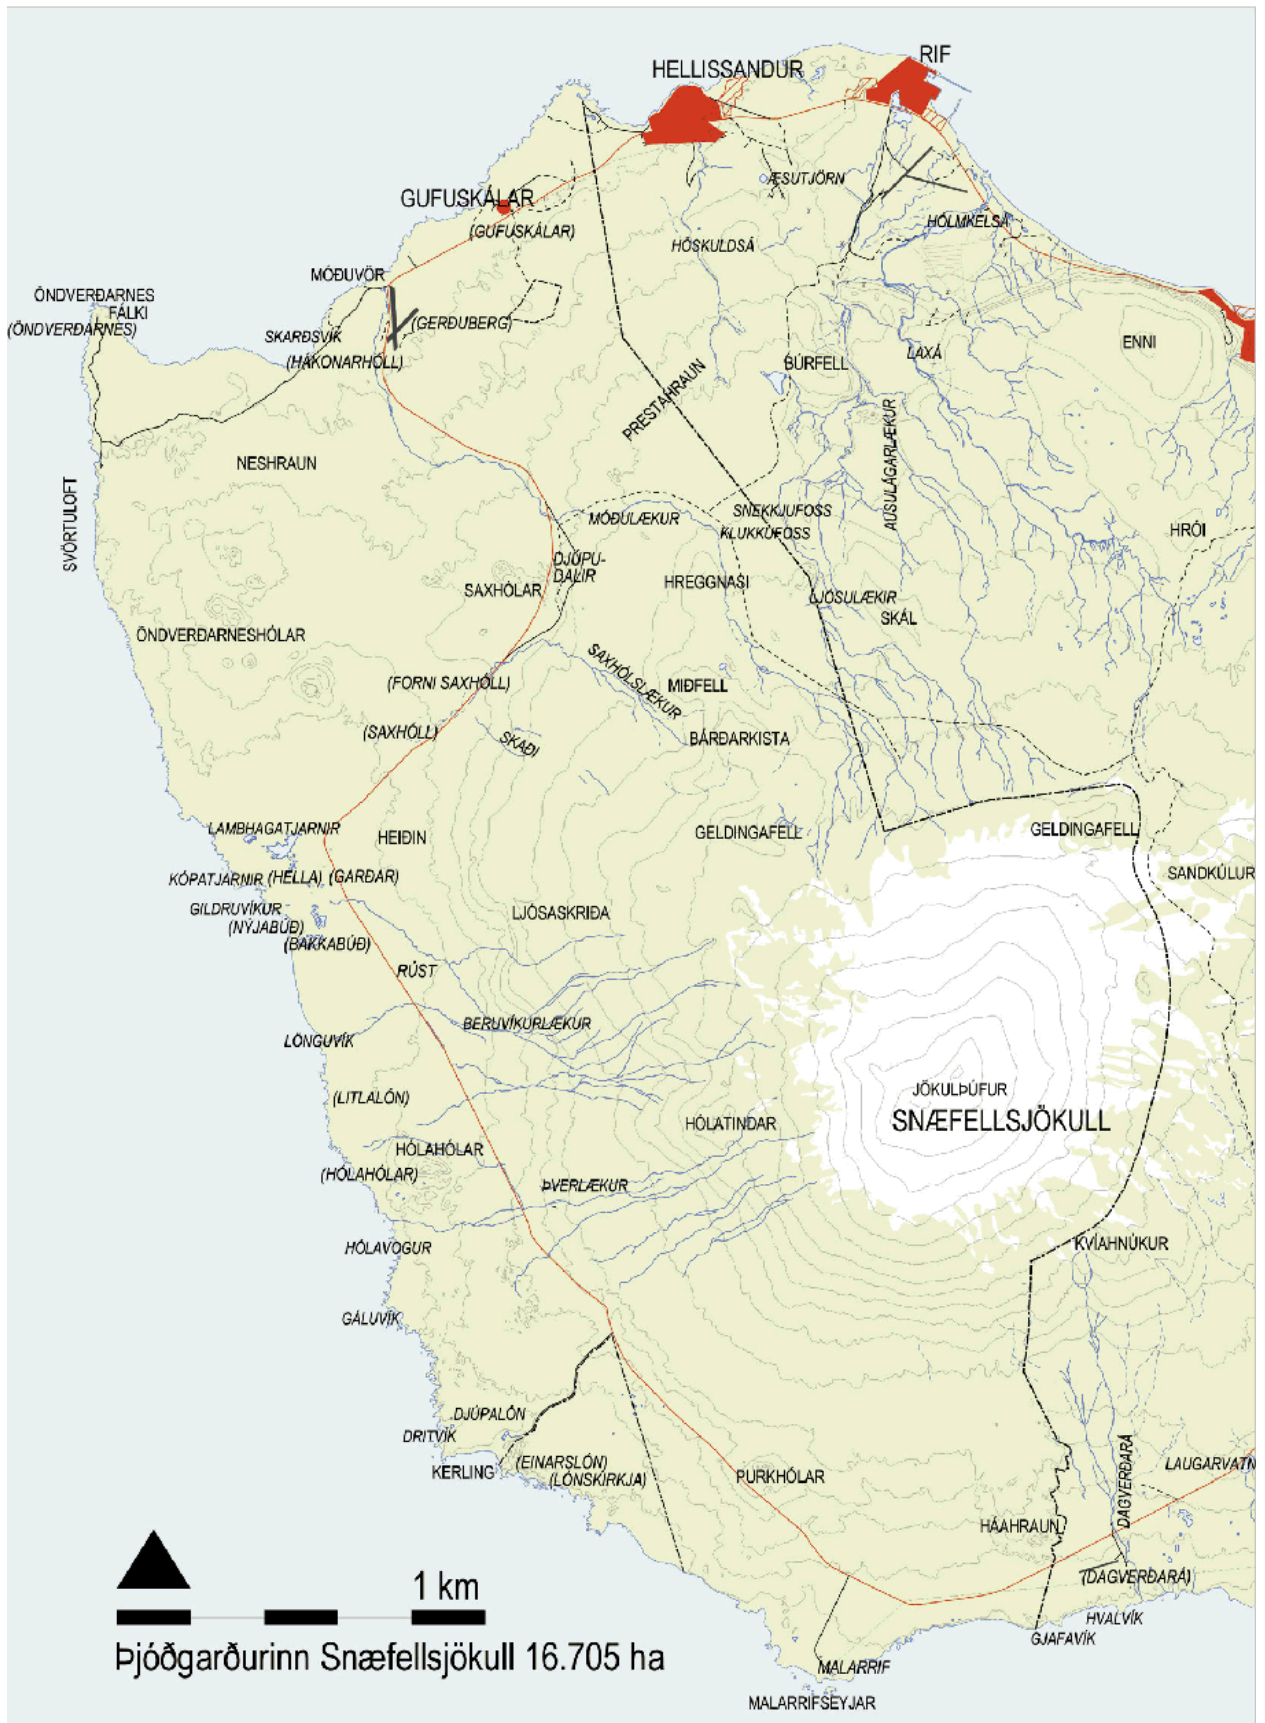 RIF
HELLISSANDUR
ÆSUTJÖRN
GUFUSKÁLAR
(GUFUSKÁLAR)
HÖSKULDSÁ
HÓLMKELSÁ
MÓÐUVÖR
ÖNDVERÐARNES
FÁLKI
(ÖNDVERÐARNES)
(GERÐUBERG)
SKARÐSVÍK
(HÁKONARHÓLL)
ENNI
LAXÁ
BÚRFELL
PRESTAHRAUN
AUSULÁGARLÆKUR
NESHRAUN
SVÖRTULOFT
SNEKKJUFOSS
MÓÐULÆKUR
KLUKKUFOSS
HRÓI
DJÚPU-
DALIR
SAXHÓLAR
HREGGNASI
LJÓSULÆKIR
SKÁL
ÖNDVERÐARNESHÓLAR
SAXHÓLSLÆKUR
(FORNI SAXHÓLL)
MIÐFELL
(SAXHÓLL)
SKAÐI
BÁRÐARKISTA
LAMBHAGATJARNIR
HEIÐIN
GELDINGAFELL
GELDINGAFELL
SANDKÚLUR
KÓPATJARNIR
(HELLA)
(GARÐAR)
GILDRUVÍKUR
(NÝJABÚÐ)
LJÓSASKRIÐA
(BAKKABÚÐ)
RÚST
BERUVÍKURLÆKUR
LÖNGUVÍK
JÖKULÞÚFUR
(LITLALÓN)
SNÆFELLSJÖKULL
HÓLATINDAR
HÓLAHÓLAR
(HÓLAHÓLAR)
ÞVERLÆKUR
HÓLAVOGUR
KVÍAHNÚKUR
GÁLUVÍK
DJÚPALÓN
DRITVÍK
KERLING
(EINARSLÓN)
(LÓNSKIRKJA)
PURKHÓLAR
DAGVERÐARÁ
LAUGARVATN
HÁAHRAUN
(DAGVERÐARÁ)
1 km
HVALVÍK
GJAFAVÍK
Þjóðgarðurinn Snæfellsjökull 16.705 ha
MALARRIF
MALARRIFSEYJAR